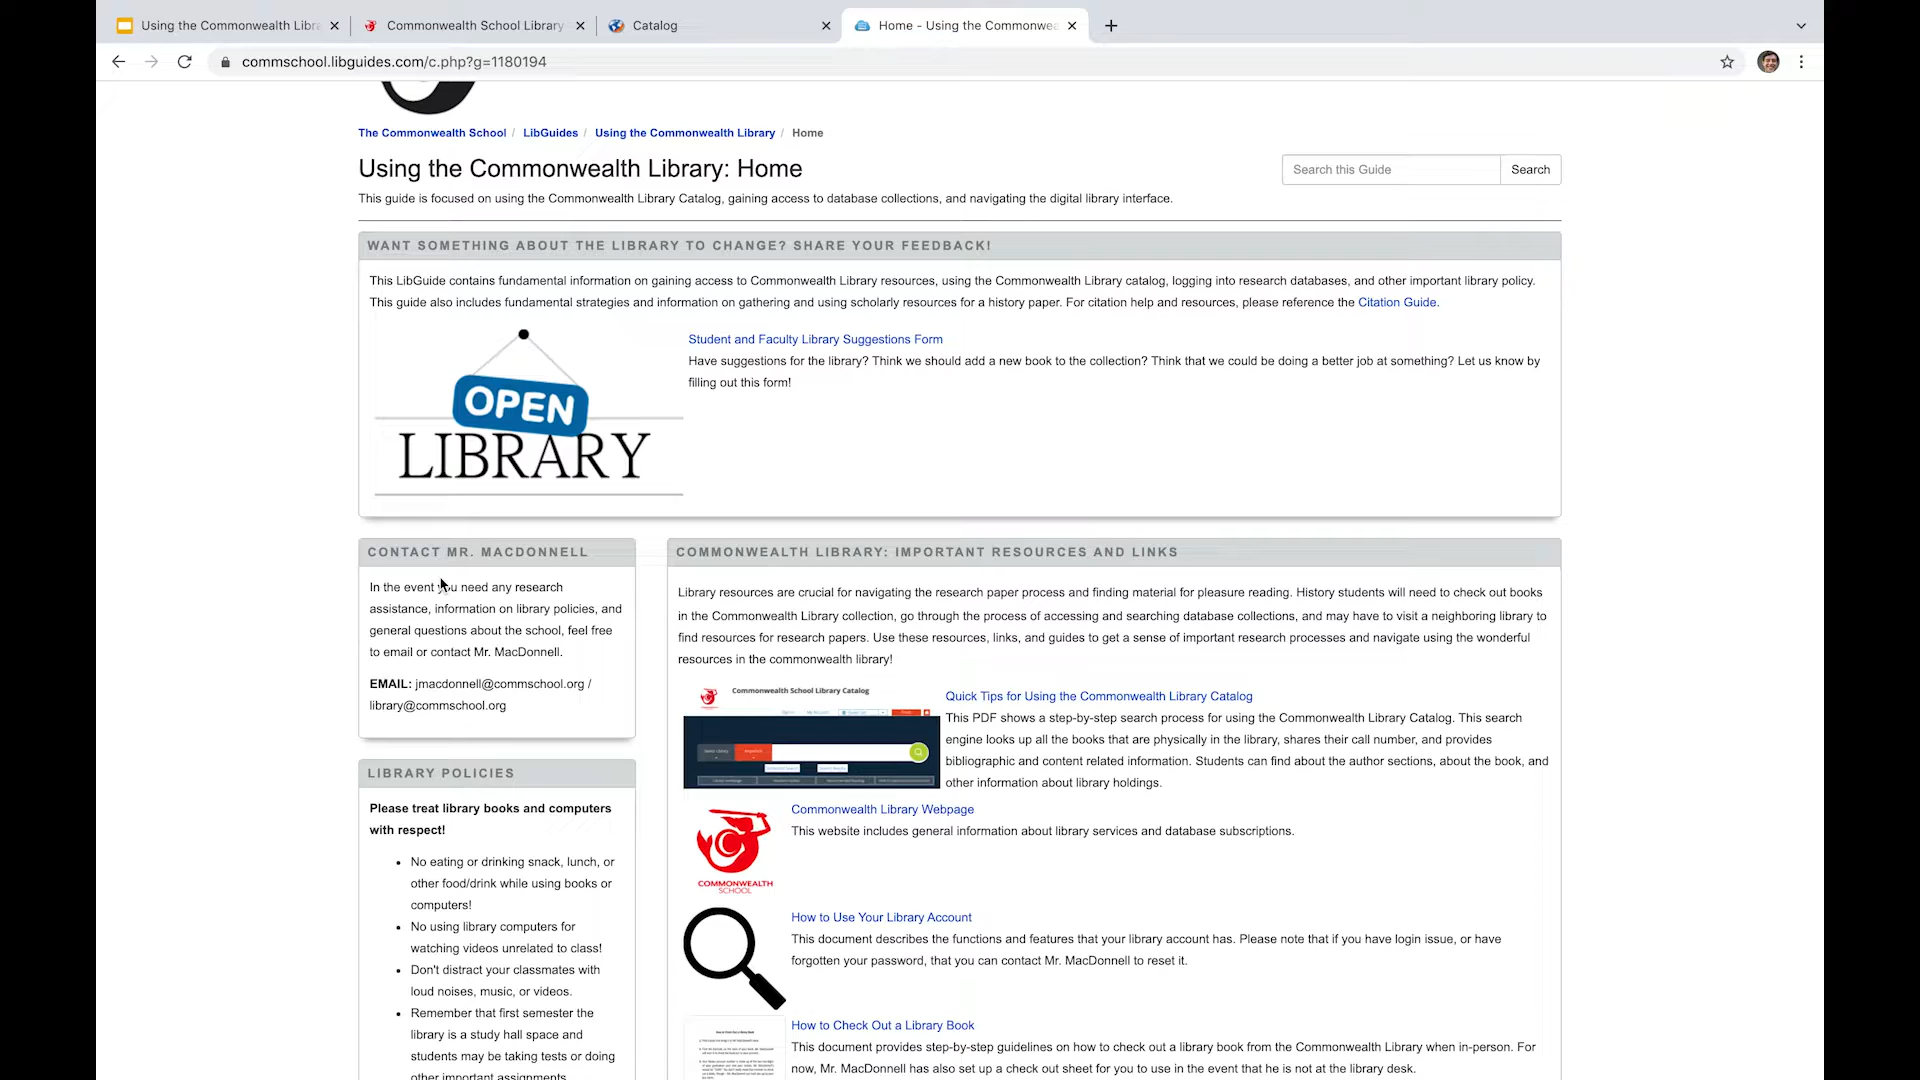 Using the Commonwealth Libra
Commonwealth School Library
Catalog
Home - Using the Commonwea
commschool.libguides.com/c.php?g=1180194
The Commonwealth School / LibGuides / Using the Commonwealth Library / Home
Using the Commonwealth Library: Home
Search this Guide
Search
This guide is focused on using the Commonwealth Library Catalog, gaining access to database collections, and navigating the digital library interface.
WANT SOMETHING ABOUT THE LIBRARY TO CHANGE? SHARE YOUR FEEDBACK!
This LibGuide contains fundamental information on gaining access to Commonwealth Library resources, using the Commonwealth Library catalog, logging into research databases, and other important library policy.
This guide also includes fundamental strategies and information on gathering and using scholarly resources for a history paper. For citation help and resources, please reference the Citation Guide.
OPEN
LIBRARY
Student and Faculty Library Suggestions Form
Have suggestions for the library? Think we should add a new book to the collection? Think that we could be doing a better job at something? Let us know by
filling out this form!
CONTACT MR. MACDONNELL
In the event you need any research
assistance, information on library policies, and
general questions about the school, feel free
to email or contact Mr. MacDonnell.
EMAIL: jmacdonnell@commschool.org /
library@commschool.org
LIBRARY POLICIES
Please treat library books and computers
with respect!
• No eating or drinking snack, lunch, or
other food/drink while using books or
computers!
• No using library computers for
watching videos unrelated to class!
• Don't distract your classmates with
loud noises, music, or videos.
• Remember that first semester the
library is a study hall space and
students may be taking tests or doing
other important assignments
COMMONWEALTH LIBRARY: IMPORTANT RESOURCES AND LINKS
Library resources are crucial for navigating the research paper process and finding material for pleasure reading. History students will need to check out books
in the Commonwealth Library collection, go through the process of accessing and searching database collections, and may have to visit a neighboring library to
find resources for research papers. Use these resources, links, and guides to get a sense of important research processes and navigate using the wonderful
resources in the commonwealth library!
Commonwealth School Library Catalog
Quick Tips for Using the Commonwealth Library Catalog
This PDF shows a step-by-step search process for using the Commonwealth Library Catalog. This search
engine looks up all the books that are physically in the library, shares their call number, and provides
bibliographic and content related information. Students can find about the author sections, about the book, and
other information about library holdings.
COMMONWEALTH
SCHOOL
Commonwealth Library Webpage
This website includes general information about library services and database subscriptions.
How to Use Your Library Account
This document describes the functions and features that your library account has. Please note that if you have login issue, or have
forgotten your password, that you can contact Mr. MacDonnell to reset it.
How to Check Out a Library Book
This document provides step-by-step guidelines on how to check out a library book from the Commonwealth Library when in-person. For
now, Mr. MacDonnell has also set up a check out sheet for you to use in the event that he is not at the library desk.